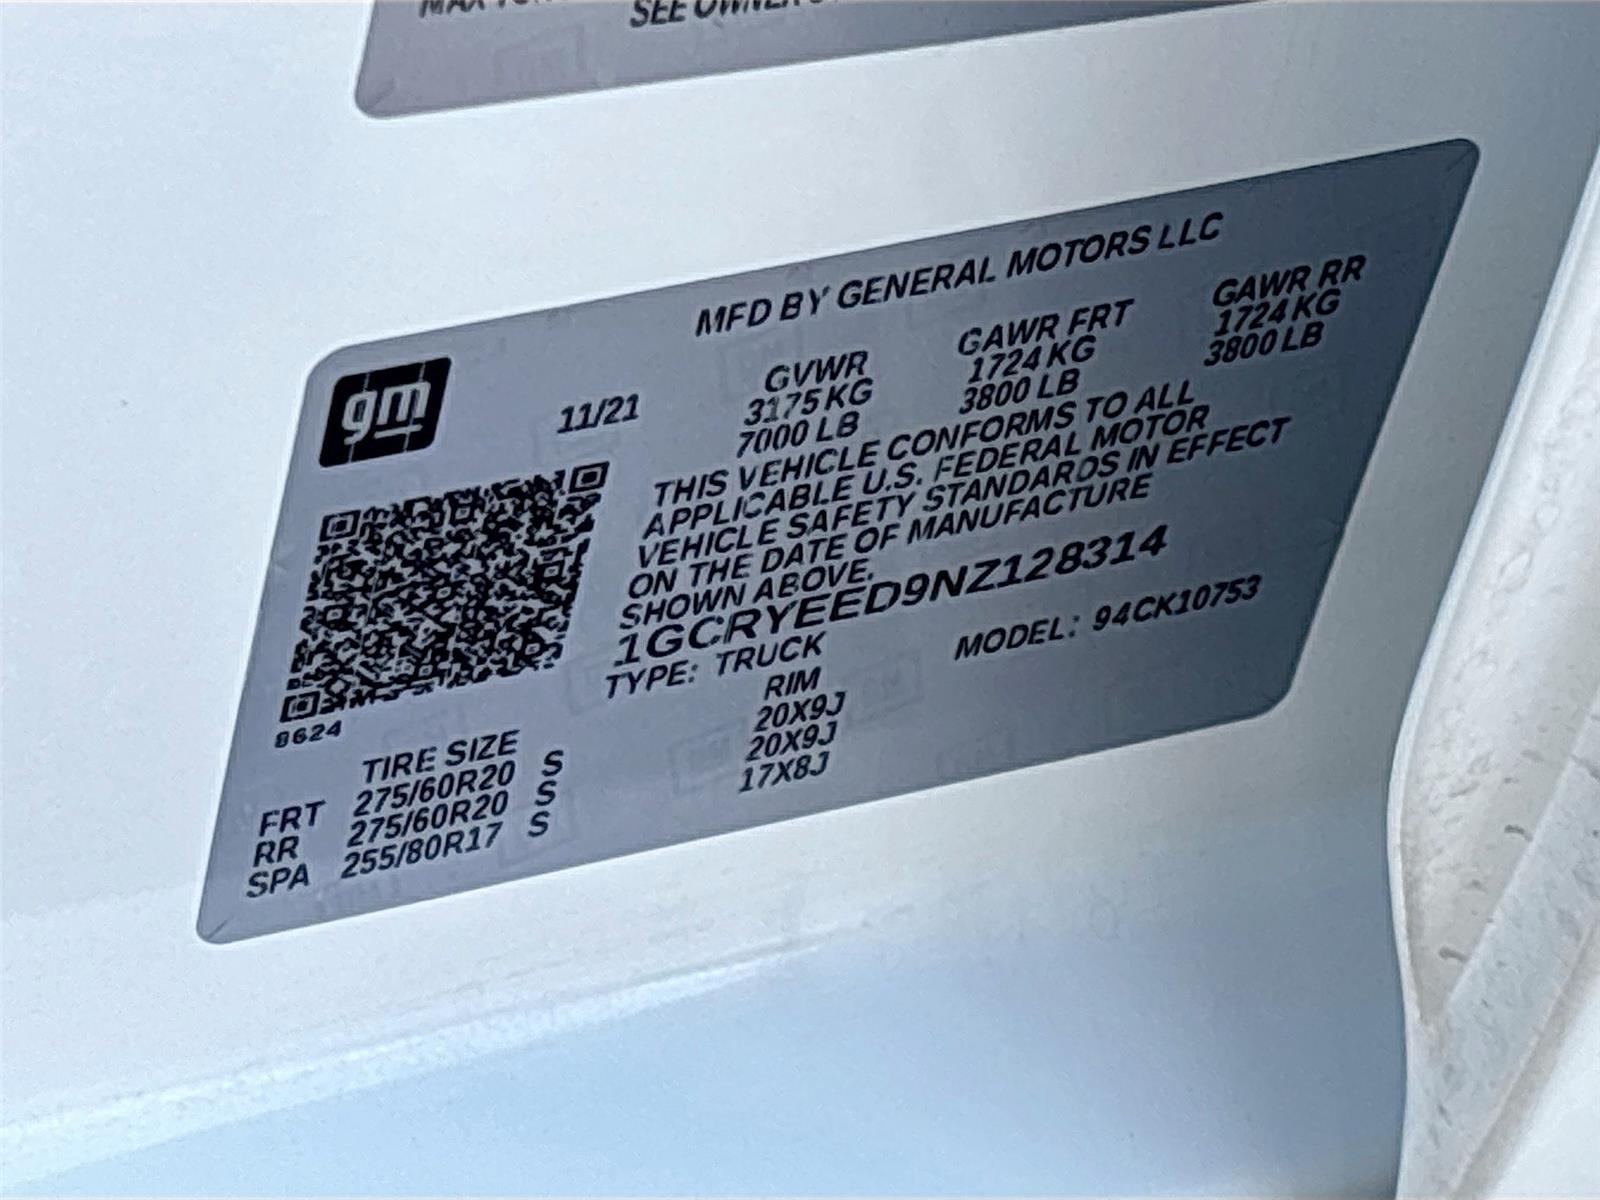 SEE OWNER
MFD BY GENERAL MOTORS LLC
gm
11/21
GVWR GAWR FRT GAWR RR
3175 KG 1724 KG 1724 KG
7000 LB 3800 LB 3800 LB
THIS VEHICLE CONFORMS TO ALL
APPLICABLE U.S. FEDERAL MOTOR
VEHICLE SAFETY STANDARDS IN EFFECT
ON THE DATE OF MANUFACTURE
SHOWN ABOVE.
1GCRYEED9NZ128314
TYPE: TRUCK MODEL: 94CK10753
8624
TIRE SIZE RIM
FRT 275/60R20 S 20X9J
RR 275/60R20 S 20X9J
SPA 255/80R17 S 17X8J